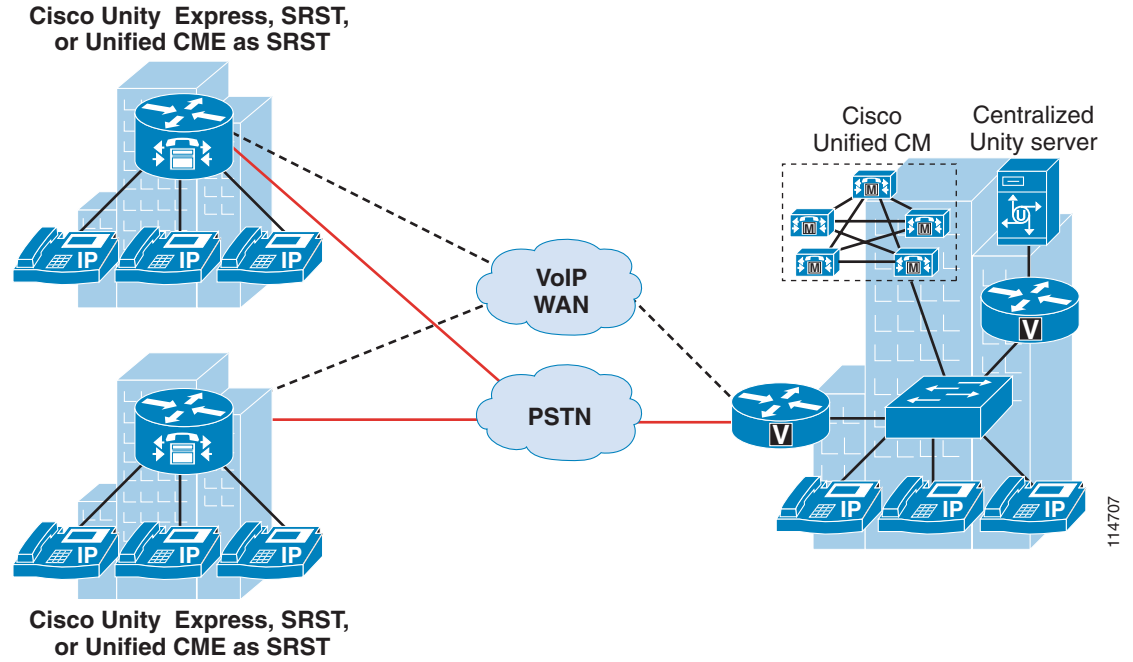 Cisco Unity Express, SRST,
or Unified CME as SRST
IP IP IP
Cisco
Unified CM
Centralized
Unity server
M
M M
M M
U
V
VoIP
WAN
PSTN
V
IP IP IP
IP IP IP
Cisco Unity Express, SRST,
or Unified CME as SRST
114707